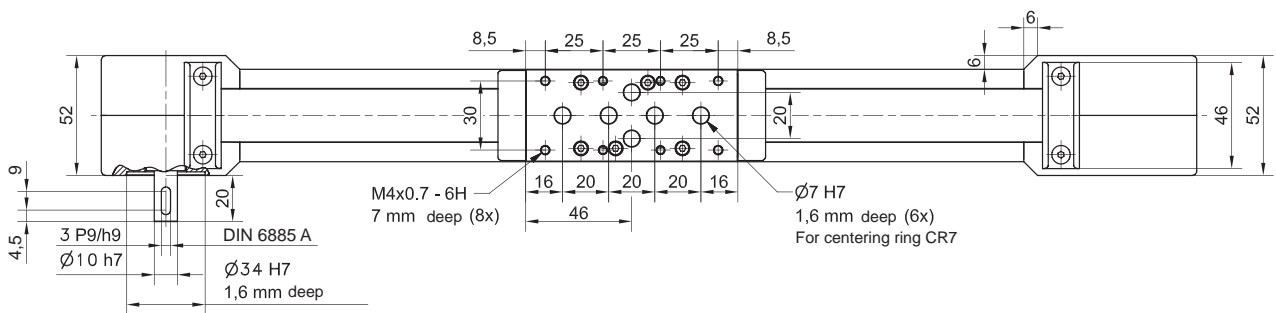 8,5
25
25
25
8,5
6
6
52
30
20
46
52
9
20
4,5
16
20
20
20
16
46
M4x0.7 - 6H
7 mm deep (8x)
Ø7 H7
1,6 mm deep (6x)
For centering ring CR7
3 P9/h9
DIN 6885 A
Ø10 h7
Ø34 H7
1,6 mm deep